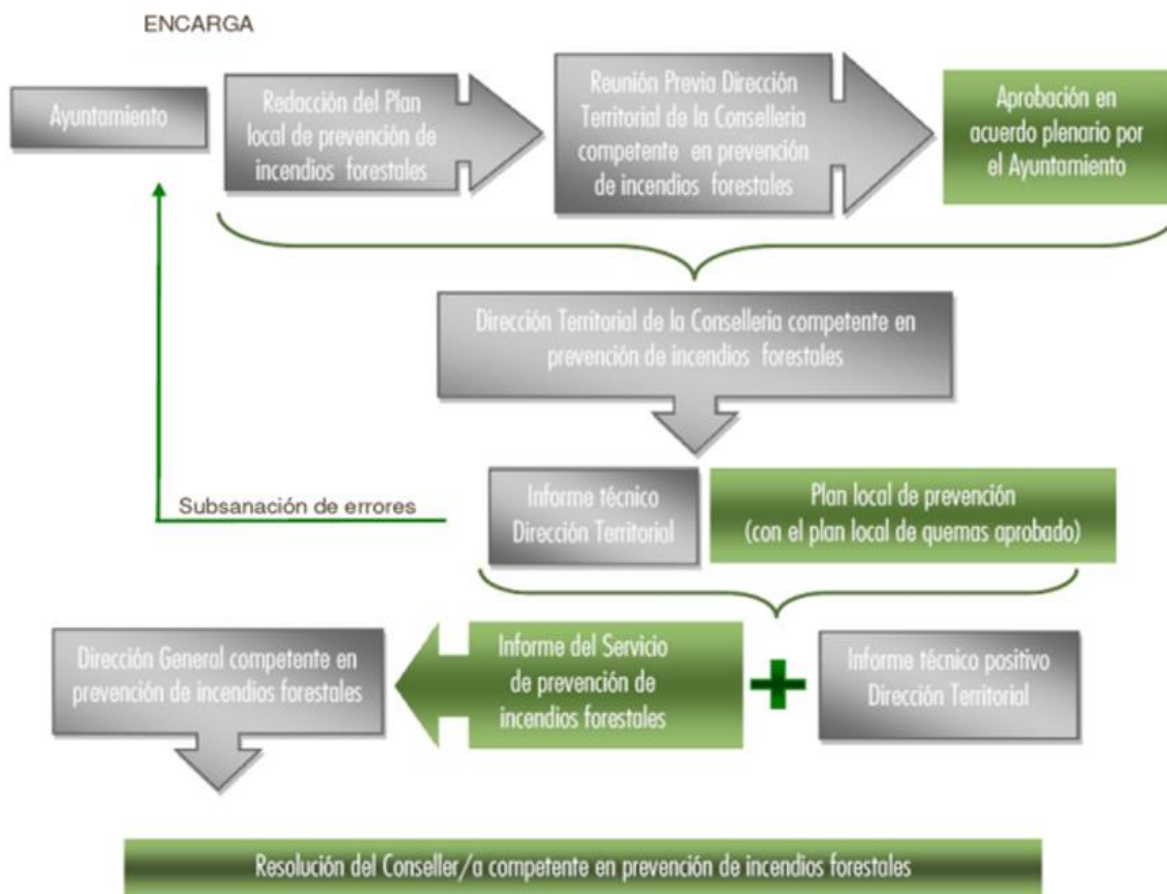 ENCARGA
Ayuntamiento
Redacción del Plan
local de prevención de
incendios forestales
Reunión Previa Dirección
Territorial de la Conselleria
competente en prevención
de incendios forestales
Aprobación en
acuerdo plenario por
el Ayuntamiento
Dirección Territorial de la Conselleria competente en
prevención de incendios forestales
Subsanación de errores
Informe técnico
Dirección Territorial
Plan local de prevención
(con el plan local de quemas aprobado)
Dirección General competente en
prevención de incendios forestales
Informe del Servicio
de prevención de
incendios forestales
Informe técnico positivo
Dirección Territorial
Resolución del Conseller/a competente en prevención de incendios forestales